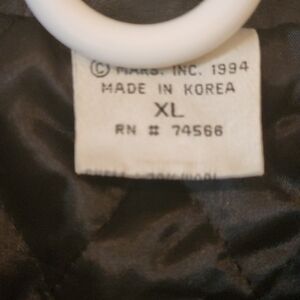 © MARS. INC. 1994
MADE IN KOREA
XL
RN # 74566